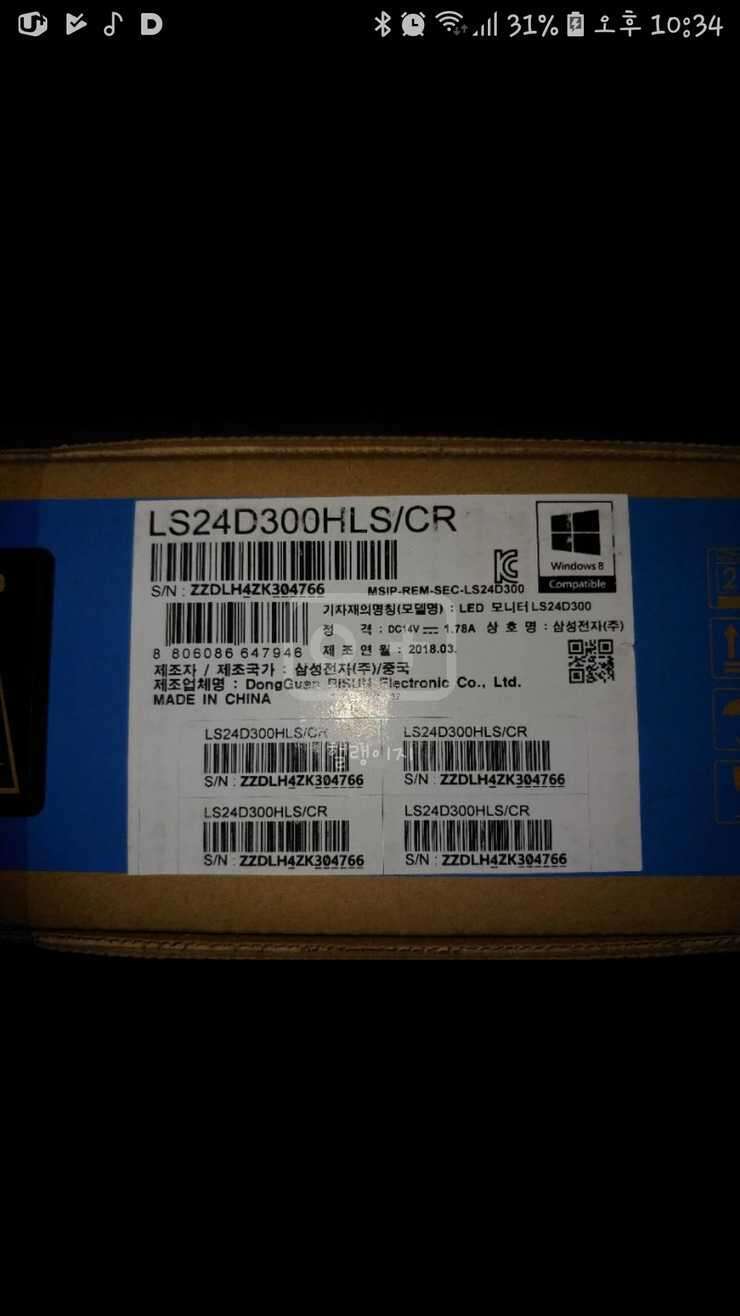 31% 오후 10:34
LS24D300HLS/CR
S/N : ZZDLH4ZK304766
MSIP-REM-SEC-LS24D300
Windows 8
Compatible
기자재의명칭(모델명) : LED 모니터 LS24D300
정 격 : DC14V 1.78A 상 호 명 : 삼성전자(주)
8 806086 647946
제 조 연 월 : 2018.03.
제조자 / 제조국가 : 삼성전자(주)/중국
제조업체명 : DongGuan Electronic Co., Ltd.
MADE IN CHINA
LS24D300HLS/CR LS24D300HLS/CR
S/N : ZZDLH4ZK304766 S/N : ZZDLH4ZK304766
LS24D300HLS/CR LS24D300HLS/CR
S/N : ZZDLH4ZK304766 S/N : ZZDLH4ZK304766